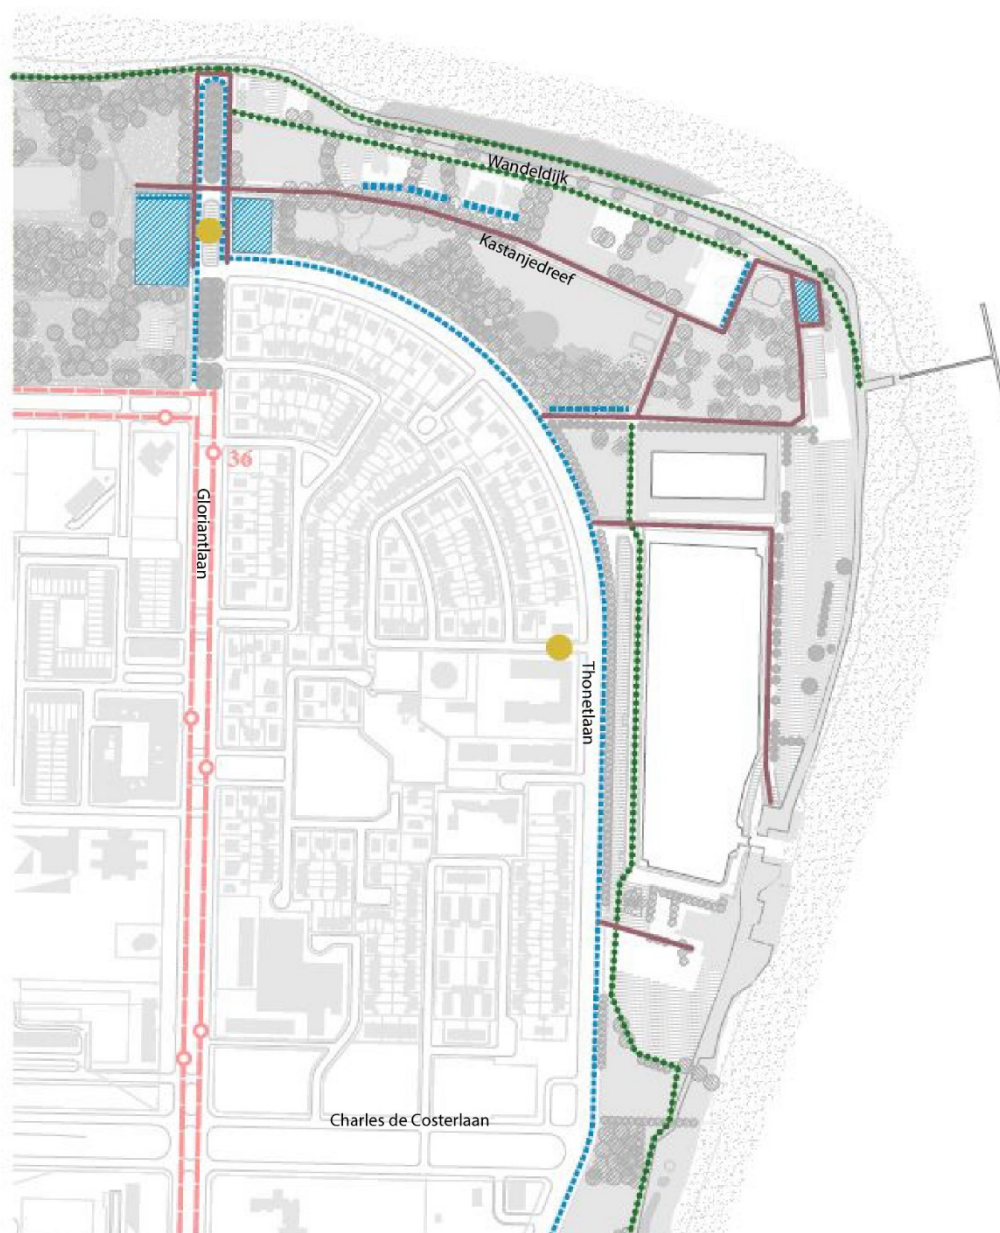 Wandeldijk
Kastanjedreef
36
Gloriantlaan
Thonetlaan
Charles de Costerlaan